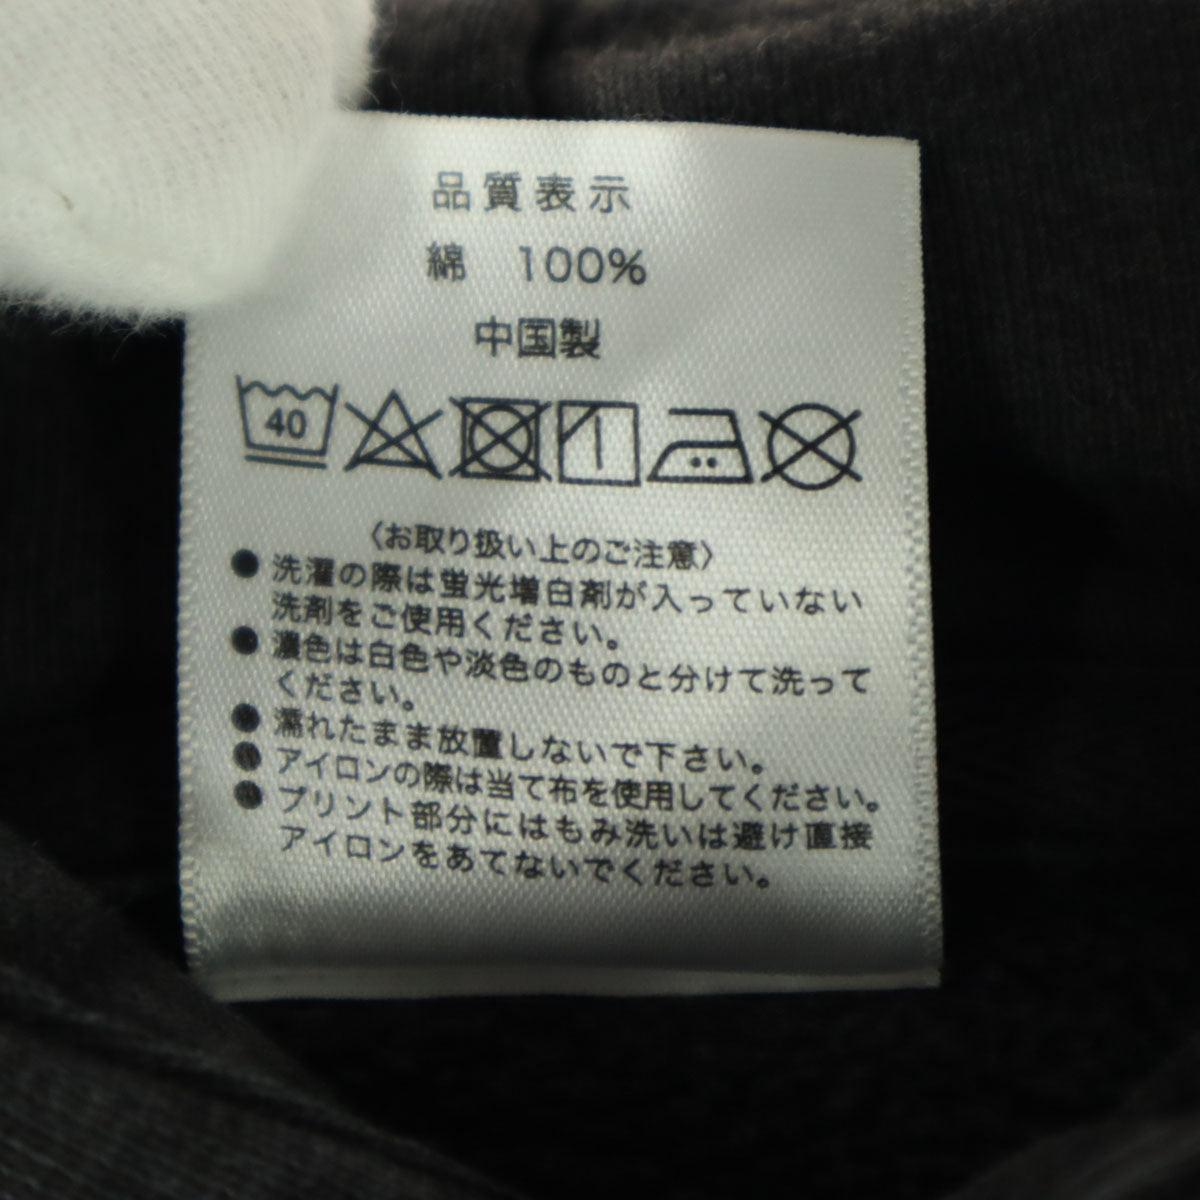 品質表示
綿 100%
中国製
40
〈お取り扱い上のご注意〉
● 洗濯の際は蛍光増白剤が入っていない
洗剤をご使用ください。
● 濃色は白色や淡色のものと分けて洗って
ください。
● 濡れたまま放置しないで下さい。
● アイロンの際は当て布を使用してください。
● プリント部分にはもみ洗いは避け直接
アイロンをあてないでください。